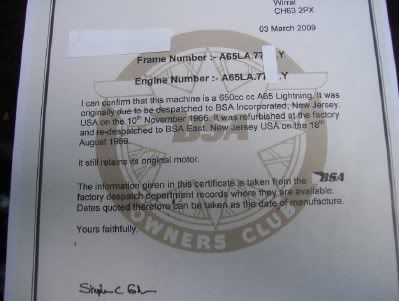 Wirral
CH63 2PX
03 March 2009
Frame Number :- A65LA.77 .Y
Engine Number :- A65LA.77 .Y
I can confirm that this machine is a 650cc cc A65 Lightning. It was
originally due to be despatched to BSA Incorporated, New Jersey,
USA on the 10th November 1966. It was refurbished at the factory
and re-despatched to BSA East, New Jersey USA on the 18th
August 1969.
BSA
It still retains its original motor.
The information given in this certificate is taken from the BSA
factory despatch department records where they are available.
Dates quoted therefore can be taken as the date of manufacture.
OWNERS CLUB
Yours faithfully,
Stephen C